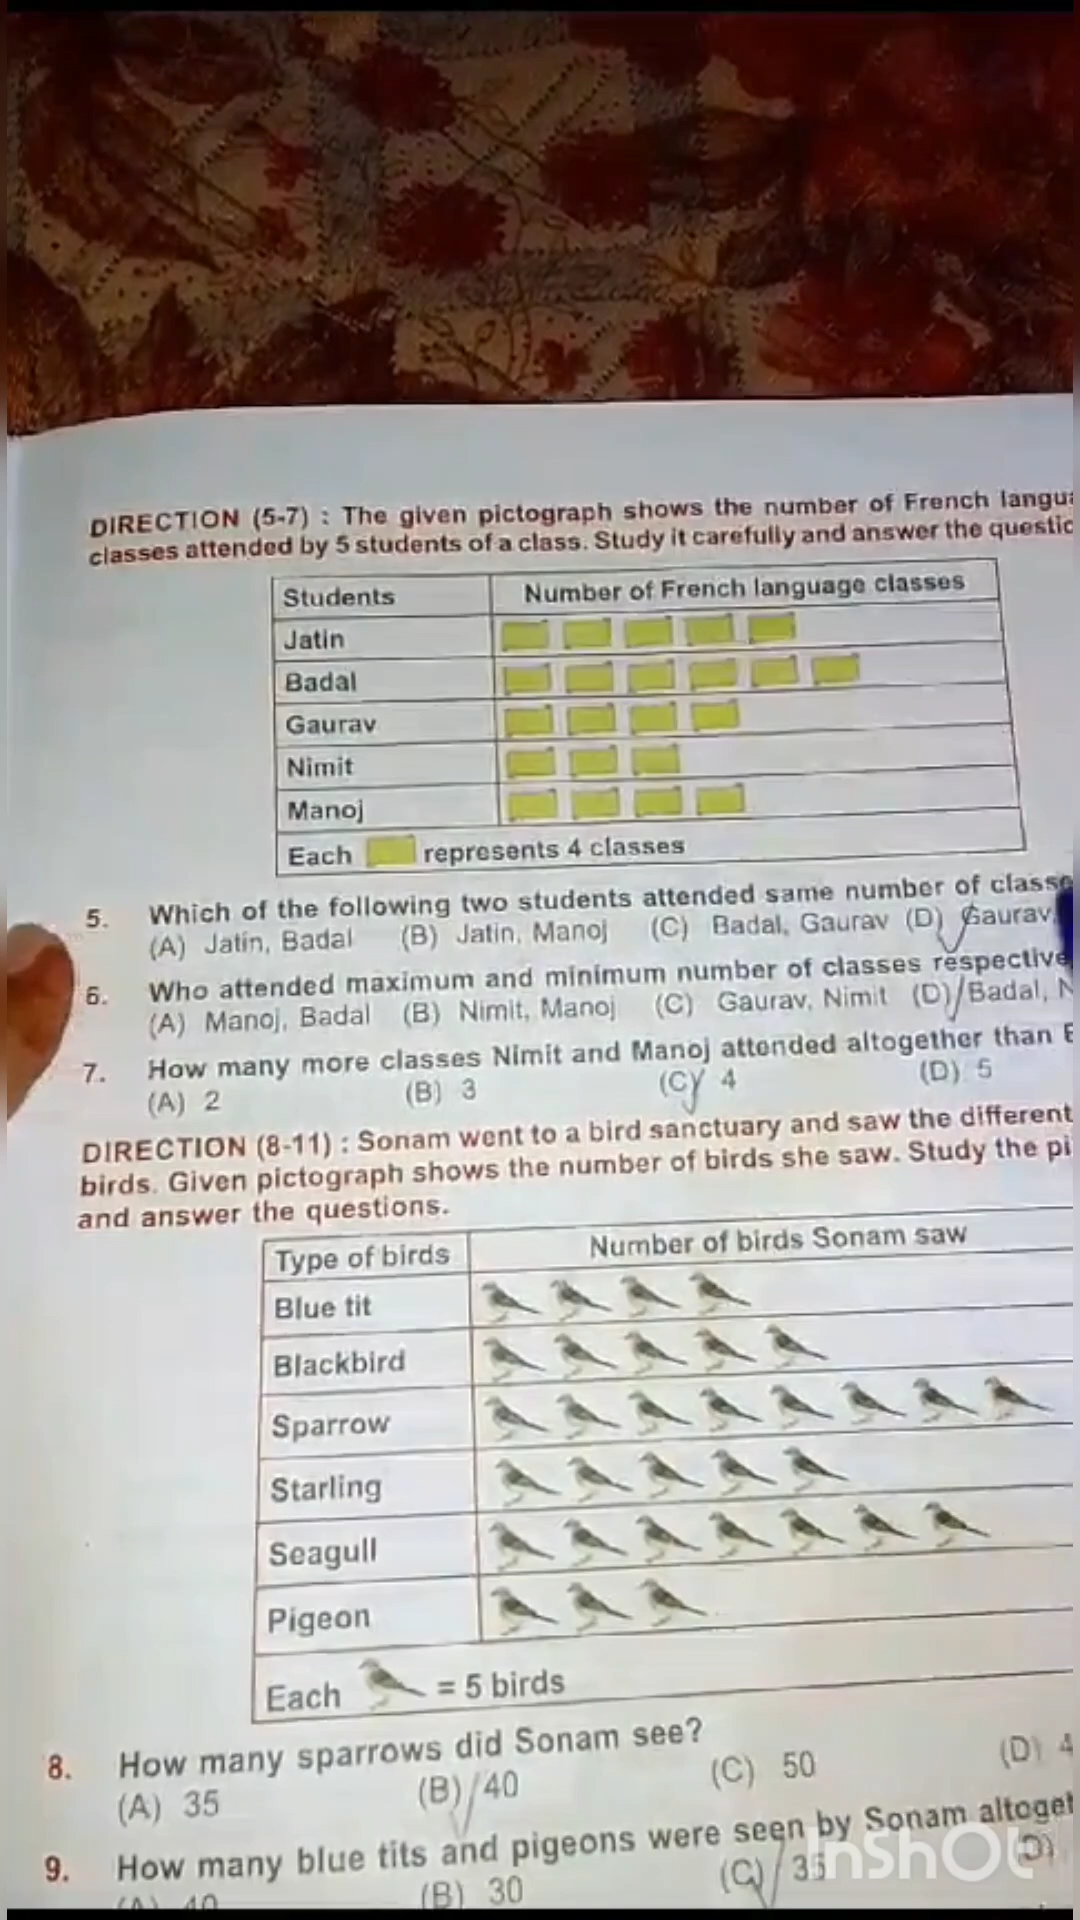 DIRECTION (5-7) : The given pictograph shows the number of French
classes attended by 5 students of a class. Study it carefully and answer the
Students Number of French language classes
Jatin
Badal
Gaurav
Nimit
Manoj
Each represents 4 classes
5. Which of the following two students attended same number of
(A) Jatin, Badal (B) Jatin, Manoj (C) Badal, Gaurav (D) Gaurav,
6. Who attended maximum and minimum number of classes
(A) Manoj, Badal (B) Nimit, Manoj (C) Gaurav, Nimit (D) Badal,
7. How many more classes Nimit and Manoj attended altogether than
(A) 2 (B) 3 (C) 4 (D) 5
DIRECTION (8-11) : Sonam went to a bird sanctuary and saw the different
birds. Given pictograph shows the number of birds she saw. Study the
and answer the questions.
Type of birds Number of birds Sonam saw
Blue tit
Blackbird
Sparrow
Starling
Seagull
Pigeon
Each = 5 birds
8. How many sparrows did Sonam see?
(A) 35 (B) 40 (C) 50 (D) 4
9. How many blue tits and pigeons were seen by Sonam
(A) 40 (B) 30 (C) 35 (D)
InShOt